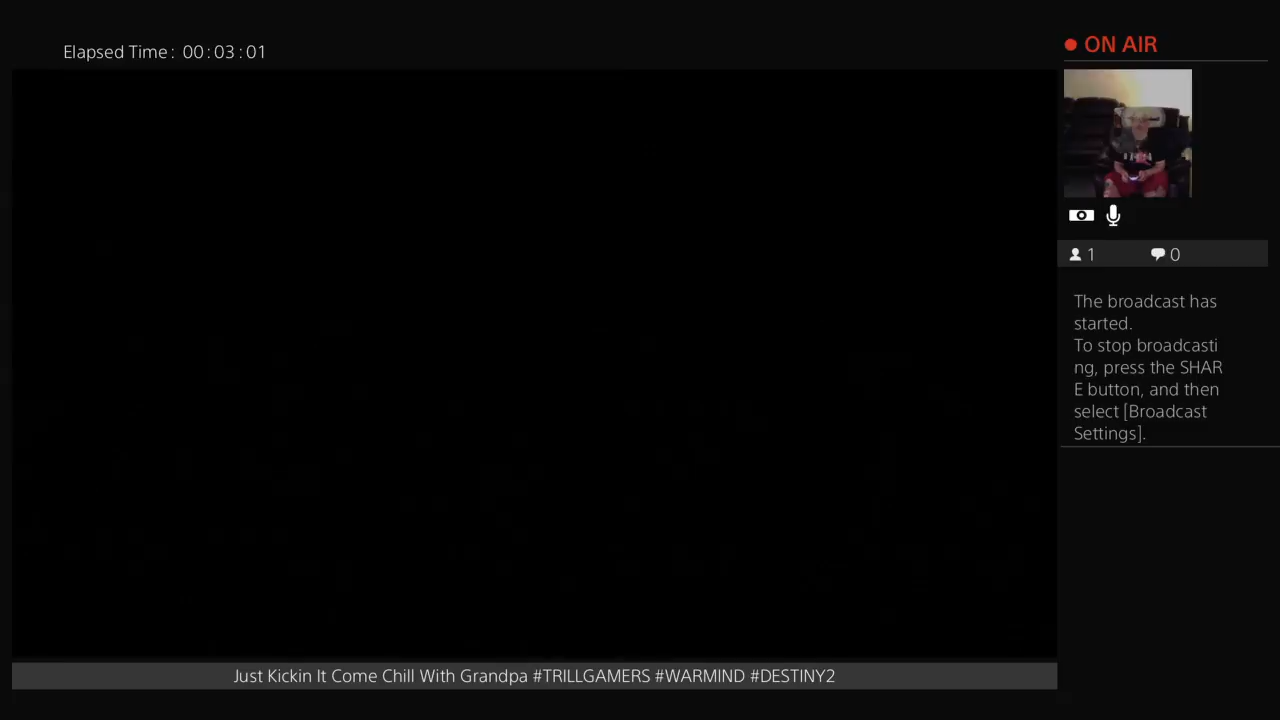 Elapsed Time: 00:03:01
ON AIR
1 0
The broadcast has
started.
To stop broadcasti
ng, press the SHAR
E button, and then
select [Broadcast
Settings].
Just Kickin It Come Chill With Grandpa #TRILLGAMERS #WARMIND #DESTINY2